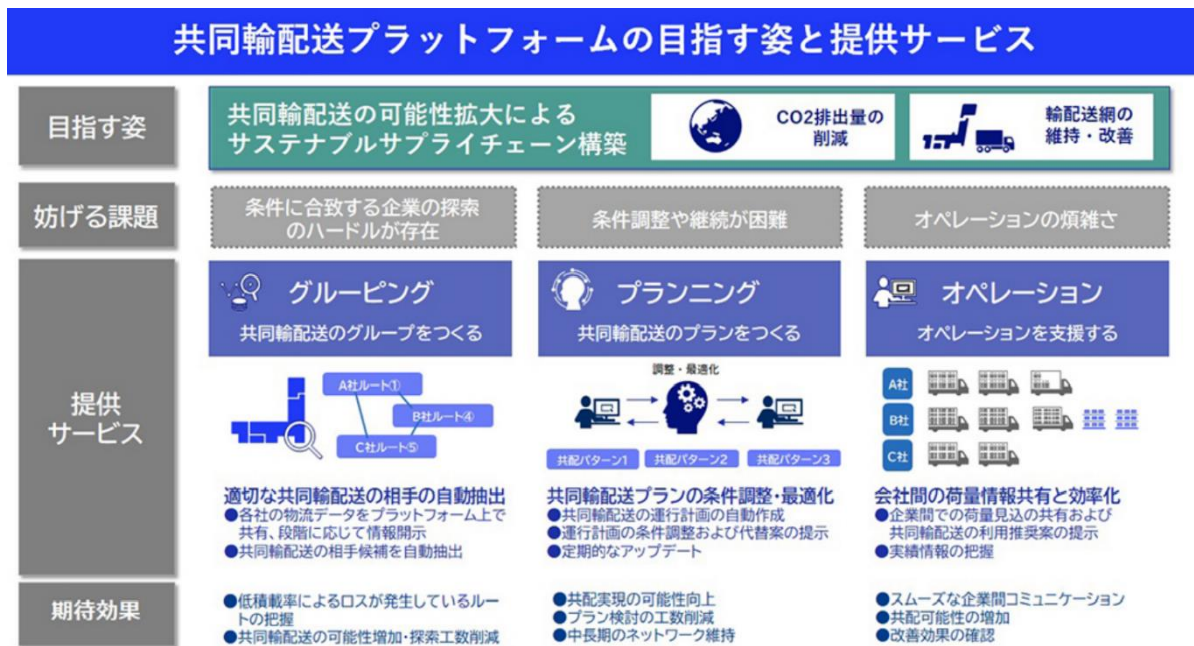 共同輸配送プラットフォームの目指す姿と提供サービス
目指す姿
共同輸配送の可能性拡大による
サステナブルサプライチェーン構築
CO2排出量の
削減
輸配送網の
維持・改善
妨げる課題
条件に合致する企業の探索
のハードルが存在
条件調整や継続が困難
オペレーションの煩雑さ
提供
サービス
グルーピング
共同輸配送のグループをつくる
A社ルート①
B社ルート④
C社ルート⑤
適切な共同輸配送の相手の自動抽出
●各社の物流データをプラットフォーム上で
共有、段階に応じて情報開示
●共同輸配送の相手候補を自動抽出
プランニング
共同輸配送のプランをつくる
調整・最適化
共配パターン1
共配パターン2
共配パターン3
共同輸配送プランの条件調整・最適化
●共同輸配送の運行計画の自動作成
●運行計画の条件調整および代替案の提示
●定期的なアップデート
オペレーション
オペレーションを支援する
A社
B社
C社
会社間の荷量情報共有と効率化
●企業間での荷量見込の共有および
共同輸配送の利用推奨案の提示
●実績情報の把握
期待効果
●低積載率によるロスが発生しているルー
トの把握
●共同輸配送の可能性増加・探索工数削減
●共配実現の可能性向上
●プラン検討の工数削減
●中長期のネットワーク維持
●スムーズな企業間コミュニケーション
●共配可能性の増加
●改善効果の確認